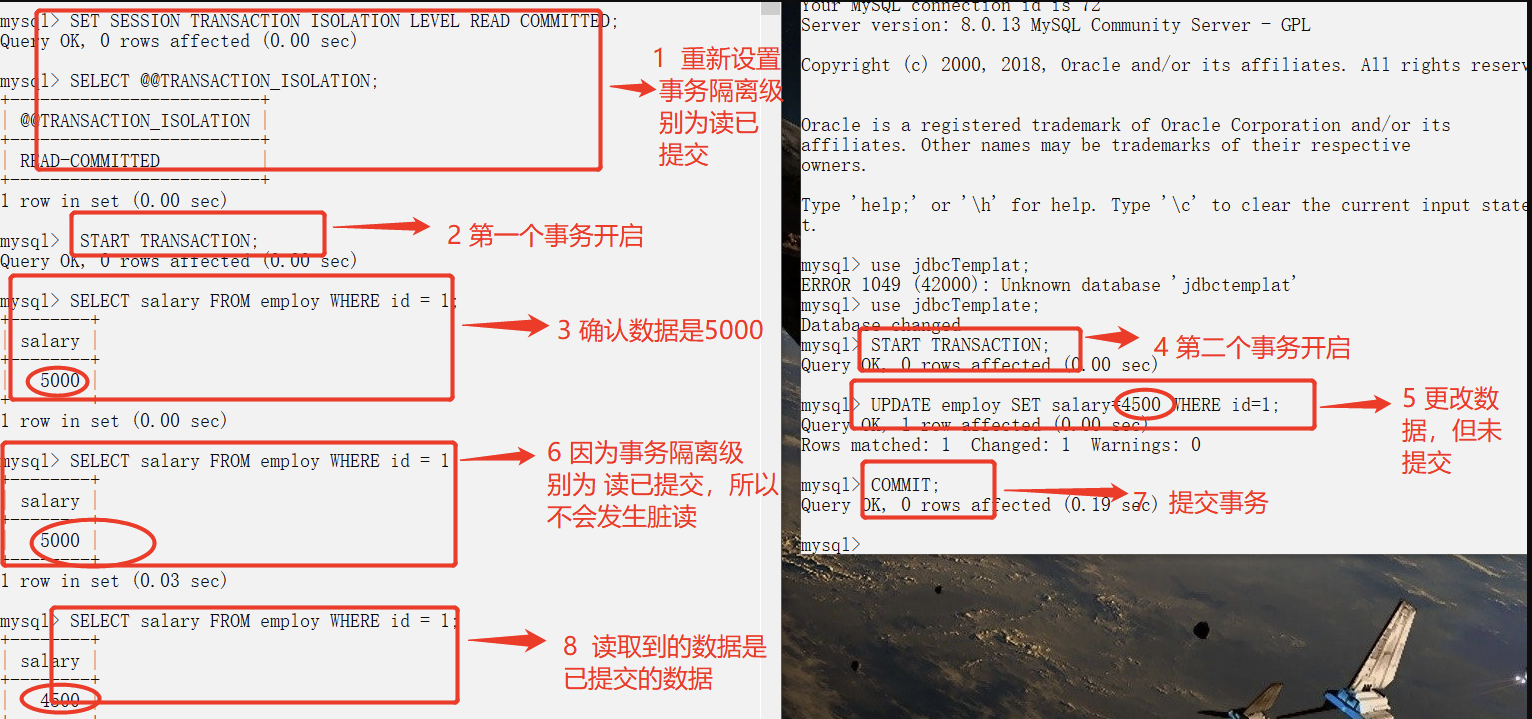 mysql> SET SESSION TRANSACTION ISOLATION LEVEL READ COMMITTED;
Query OK, 0 rows affected (0.00 sec)
mysql> SELECT @@TRANSACTION_ISOLATION;
+-------------------------+
| @@TRANSACTION_ISOLATION |
+-------------------------+
| READ-COMMITTED |
+-------------------------+
1 row in set (0.00 sec)
1 重新设置
事务隔离级
别为读已
提交
mysql> START TRANSACTION;
Query OK, 0 rows affected (0.00 sec)
2 第一个事务开启
mysql> SELECT salary FROM employ WHERE id = 1;
+--------+
| salary |
+--------+
| 5000 |
+--------+
1 row in set (0.00 sec)
3 确认数据是5000
mysql> SELECT salary FROM employ WHERE id = 1
+--------+
| salary |
+--------+
| 5000 |
+--------+
1 row in set (0.03 sec)
6 因为事务隔离级
别为 读已提交，所以
不会发生脏读
mysql> SELECT salary FROM employ WHERE id = 1;
+--------+
| salary |
+--------+
| 4500 |
8 读取到的数据是
已提交的数据
Your MySQL connection id is 72
Server version: 8.0.13 MySQL Community Server - GPL
Copyright (c) 2000, 2018, Oracle and/or its affiliates. All rights reserv
Oracle is a registered trademark of Oracle Corporation and/or its
affiliates. Other names may be trademarks of their respective
owners.
Type 'help;' or '\h' for help. Type '\c' to clear the current input state
t.
mysql> use jdbcTemplat;
ERROR 1049 (42000): Unknown database 'jdbctemplat'
mysql> use jdbcTemplate;
Database changed
mysql> START TRANSACTION;
Query OK, 0 rows affected (0.00 sec)
4 第二个事务开启
mysql> UPDATE employ SET salary=4500 WHERE id=1;
Query OK, 1 row affected (0.00 sec)
Rows matched: 1 Changed: 1 Warnings: 0
5 更改数
据，但未
提交
mysql> COMMIT;
Query OK, 0 rows affected (0.19 sec)
7 提交事务
mysql>